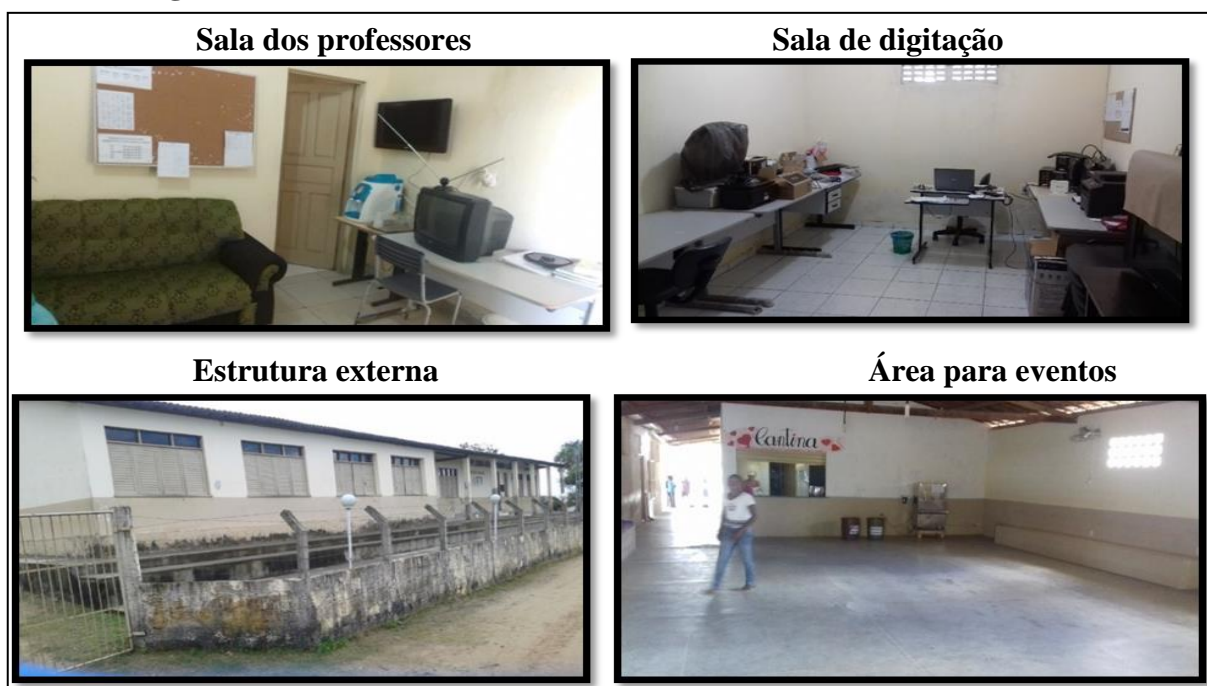 Sala dos professores
Sala de digitação
Estrutura externa
Área para eventos
Cantina